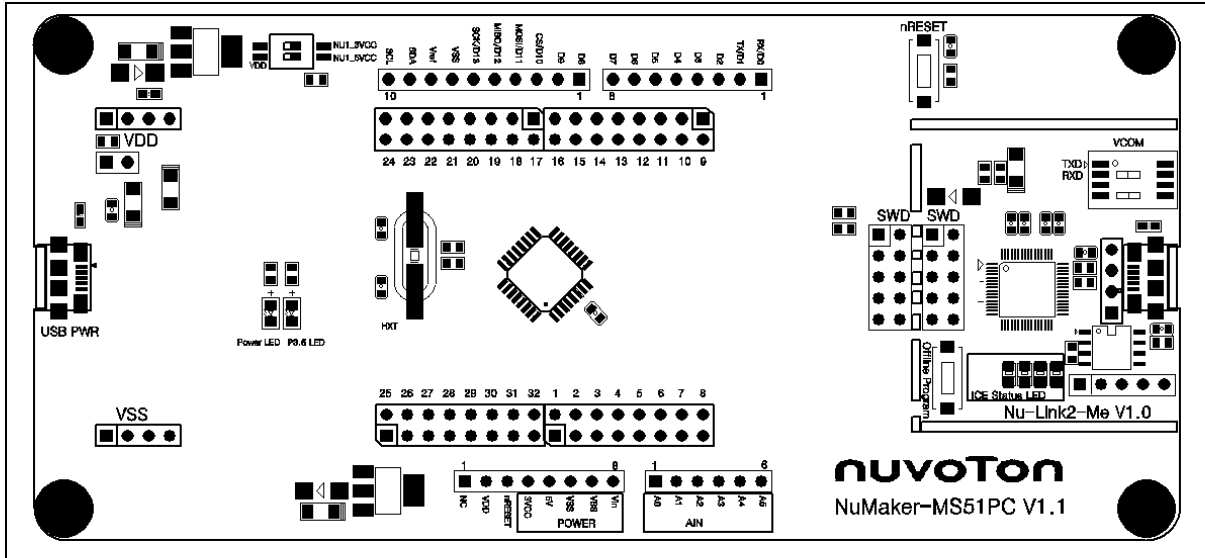 nRESET
NU1_3VCC
NU1_5VCC
VDD
SCL SDA Vref VSS SCK/D13 MISO/D12 MOSI/D11 CS/D10 D9 D8
D7 D6 D5 D4 D3 D2 TX/D1 RX/D0
10 1 8 1
VDD
24 23 22 21 20 19 18 17 16 15 14 13 12 11 10 9
VCOM
TXD
RXD
SWD SWD
USB PWR
HXT
Power LED P3.5 LED
Offline Program
ICE Status LED
Nu-Link2-Me V1.0
25 26 27 28 29 30 31 32 1 2 3 4 5 6 7 8
VSS
1 8 1 6
NC VDD nRESET 3VCC 5V VSS VSS Vin
A0 A1 A2 A3 A4 A5
POWER
AIN
nuvoTon
NuMaker-MS51PC V1.1